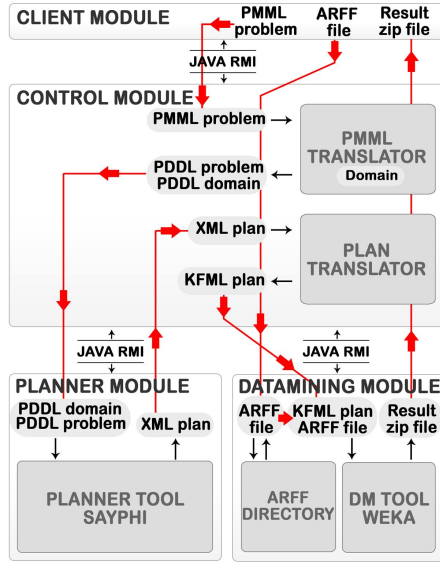 CLIENT MODULE
PMML
problem
ARFF
file
Result
zip file
JAVA RMI
CONTROL MODULE
PMML problem
PMML
TRANSLATOR
Domain
PDDL problem
PDDL domain
XML plan
PLAN
TRANSLATOR
KFML plan
JAVA RMI
JAVA RMI
PLANNER MODULE
PDDL domain
PDDL problem
XML plan
PLANNER TOOL
SAYPHI
DATAMINING MODULE
ARFF
file
KFML plan
ARFF file
Result
zip file
ARFF
DIRECTORY
DM TOOL
WEKA